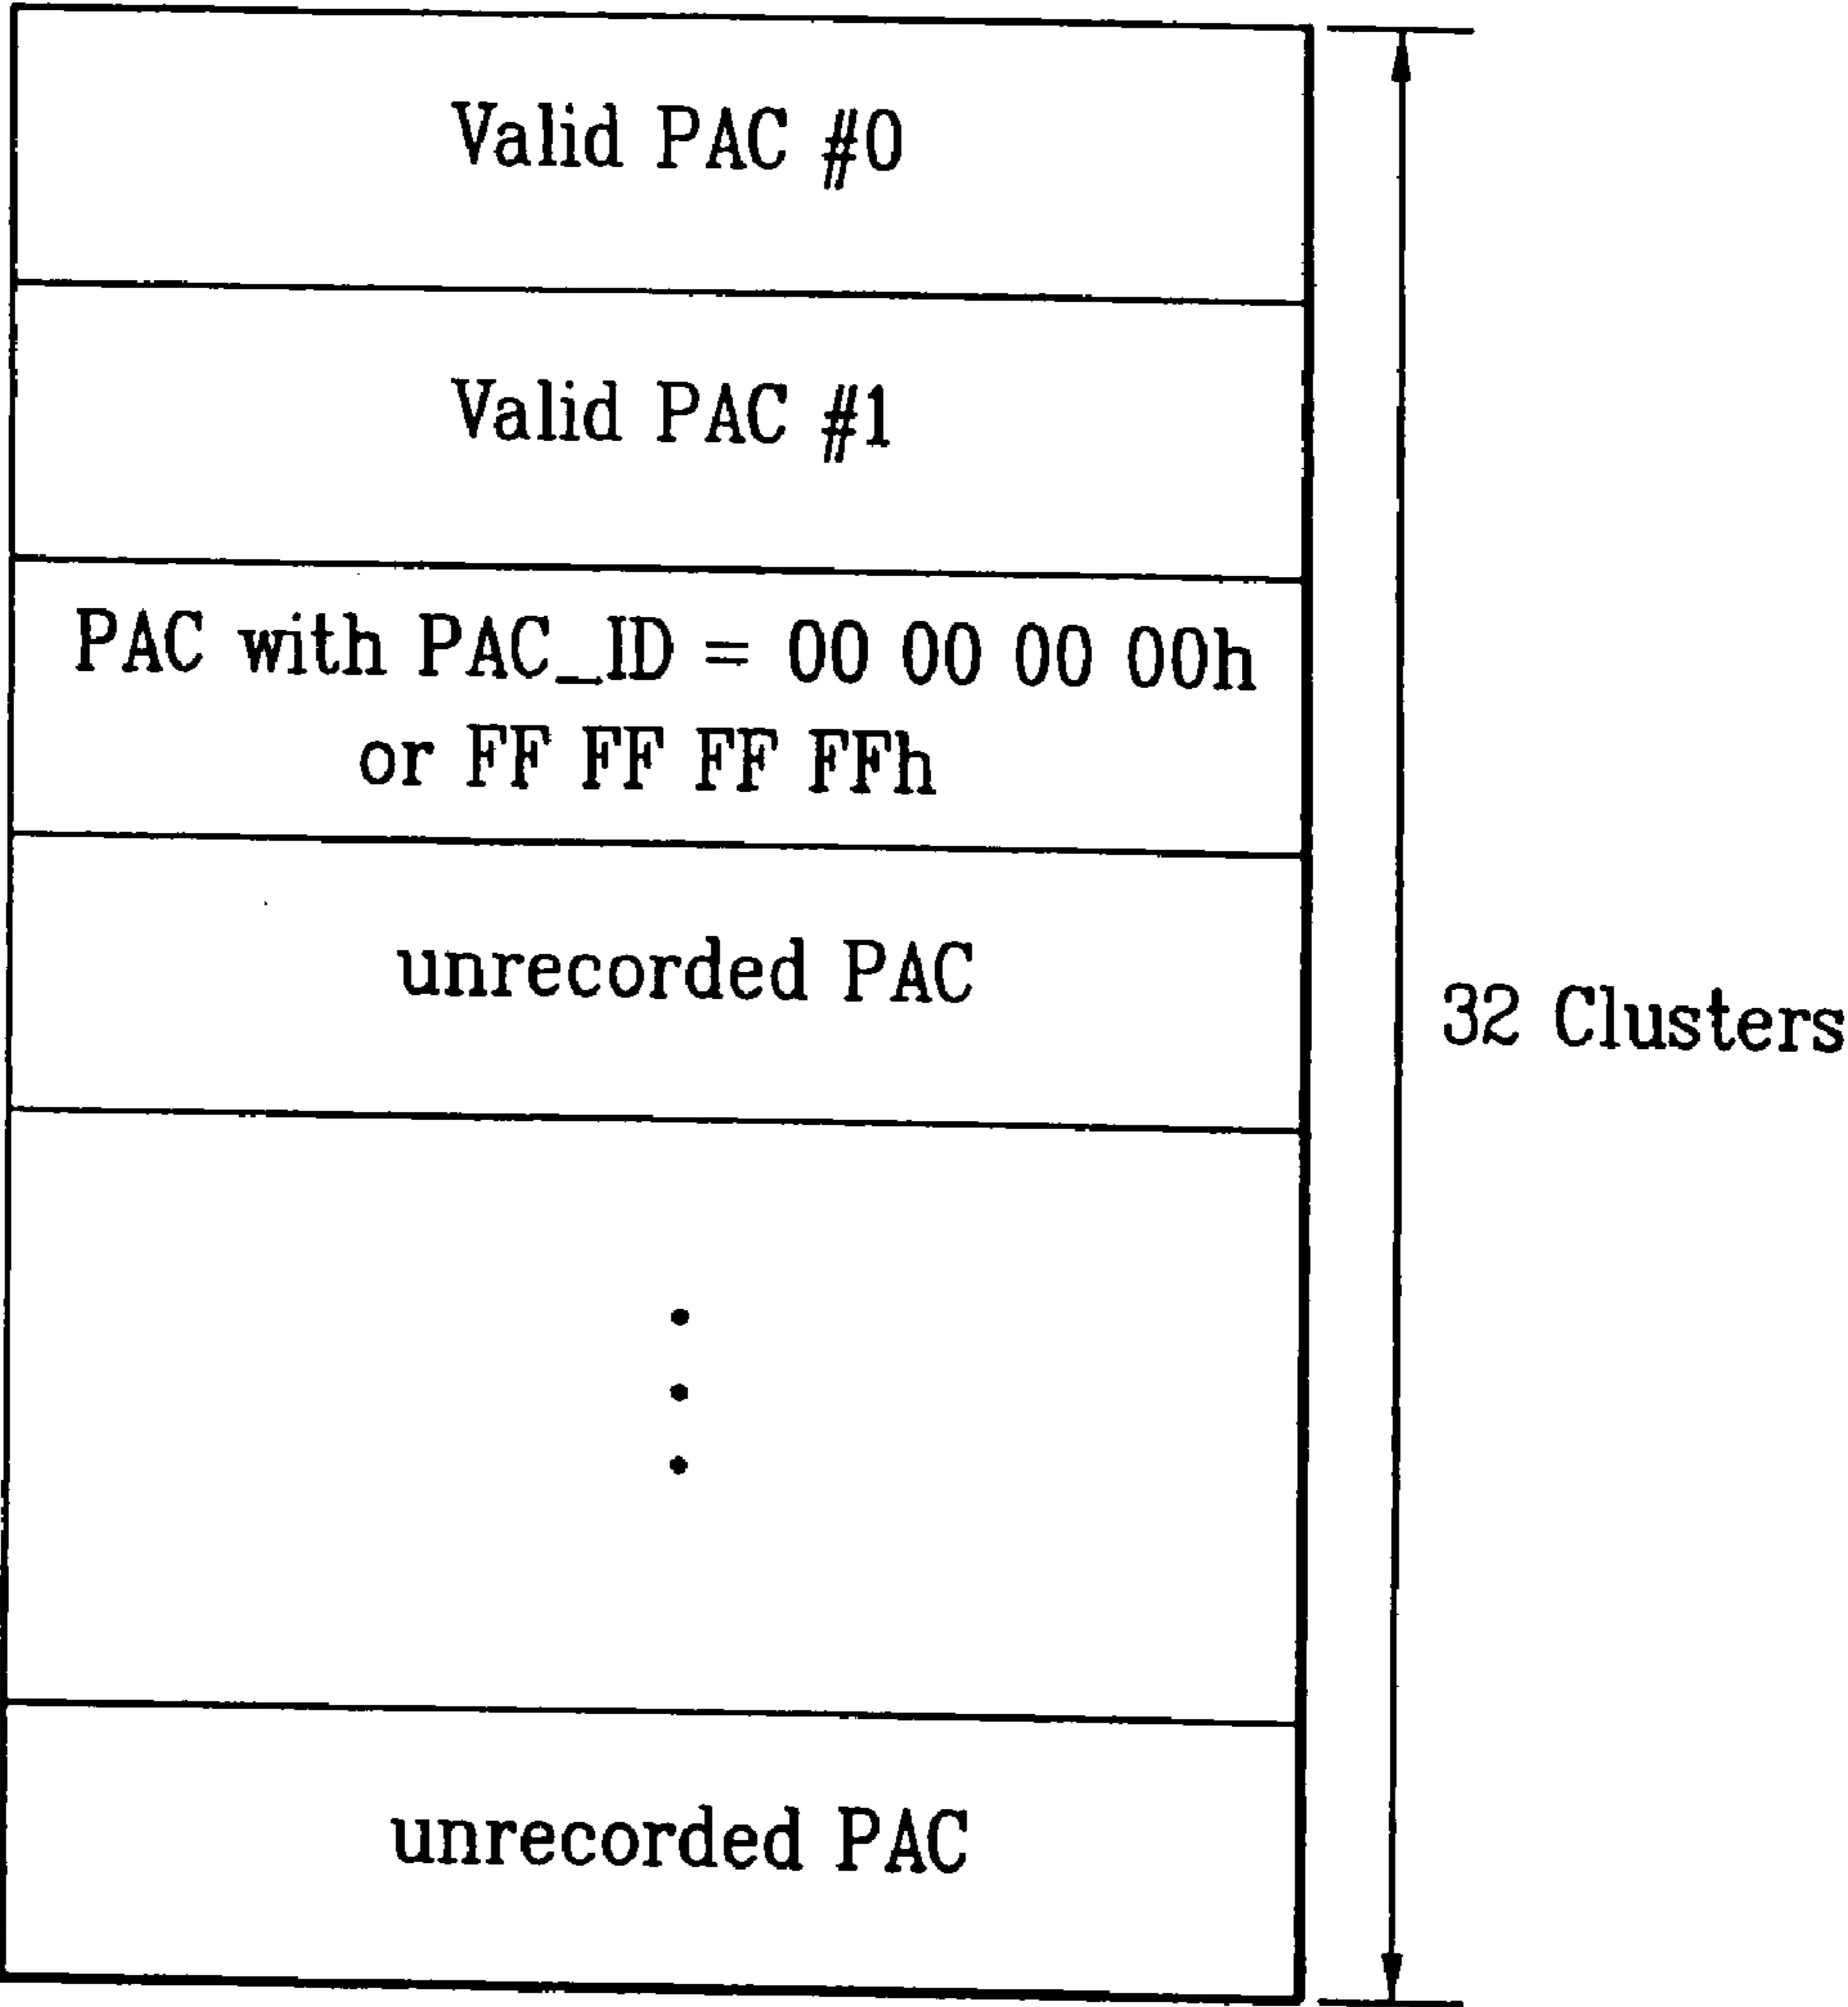 Valid PAC #0
Valid PAC #1
PAC with PAC_ID = 00 00 00 00h
or FF FF FF FFh
unrecorded PAC
32 Clusters
unrecorded PAC